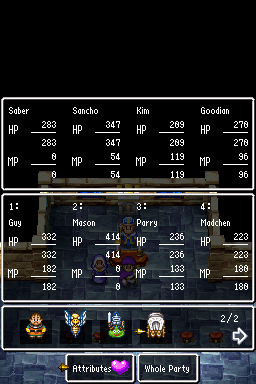 Saber Sancho Kim Goodian
HP 283 HP 347 HP 209 HP 270
283 347 209 270
MP 0 MP 54 MP 119 MP 96
0 54 119 96
1: 2: 3: 4:
Guy Mason Parry Madchen
HP 332 HP 414 HP 236 HP 223
332 414 236 223
MP 182 MP 0 MP 133 MP 180
182 0 133 180
2/2
Attributes Whole Party